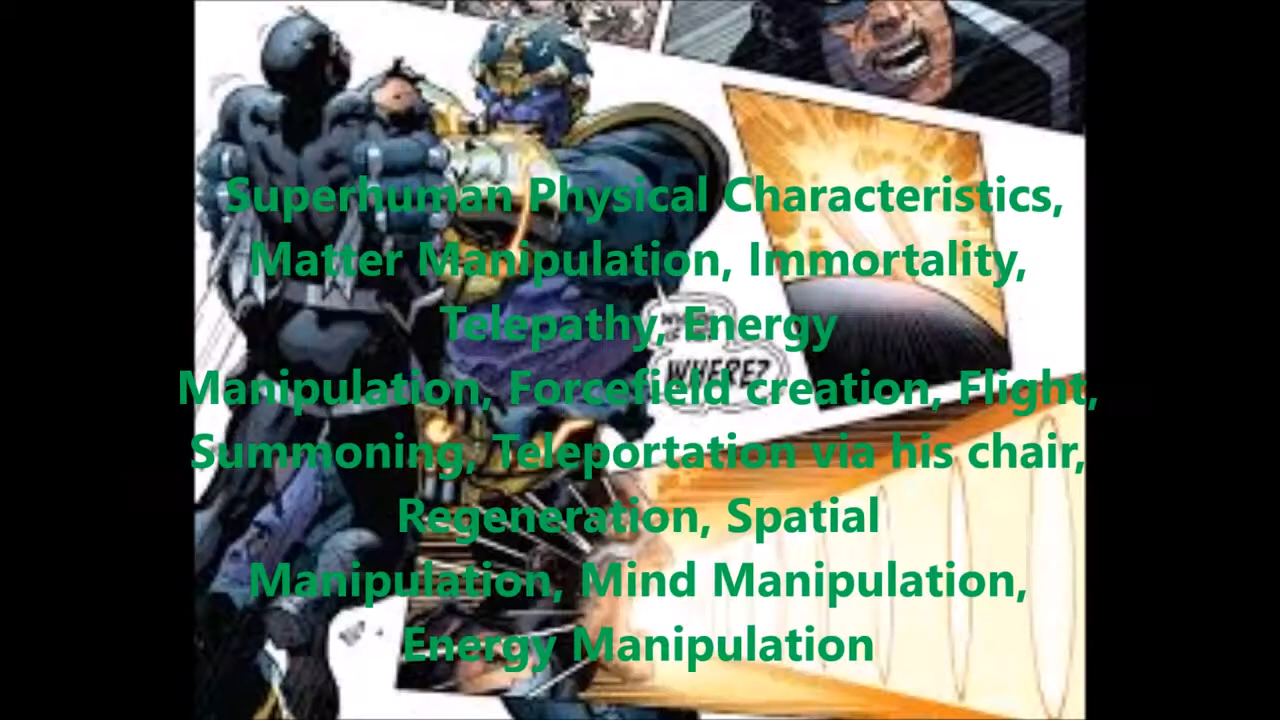 Superhuman Physical Characteristics,
Matter Manipulation, Immortality,
Telepathy, Energy
WHERE?
Manipulation, Forcefield creation, Flight,
Summoning, Teleportation via his chair,
Regeneration, Spatial
Manipulation, Mind Manipulation,
Energy Manipulation